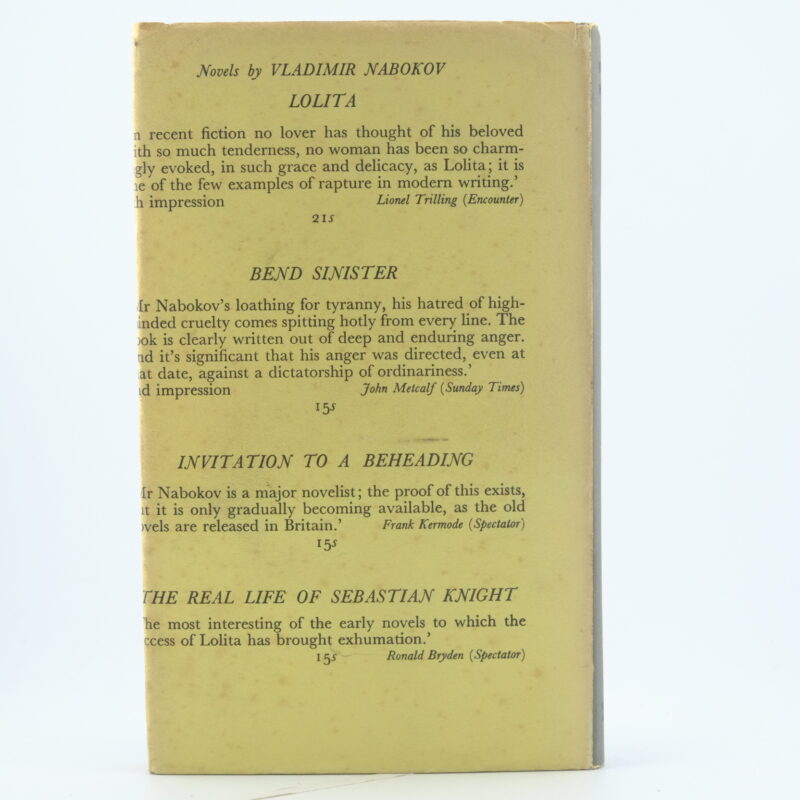 Novels by VLADIMIR NABOKOV
LOLITA
n recent fiction no lover has thought of his beloved
ith so much tenderness, no woman has been so charm-
gly evoked, in such grace and delicacy, as Lolita; it is
e of the few examples of rapture in modern writing.'
h impression Lionel Trilling (Encounter)
21s
BEND SINISTER
Ir Nabokov's loathing for tyranny, his hatred of high-
inded cruelty comes spitting hotly from every line. The
ok is clearly written out of deep and enduring anger.
nd it's significant that his anger was directed, even at
at date, against a dictatorship of ordinariness.'
d impression John Metcalf (Sunday Times)
15s
INVITATION TO A BEHEADING
Ir Nabokov is a major novelist; the proof of this exists,
t it is only gradually becoming available, as the old
vels are released in Britain.' Frank Kermode (Spectator)
15s
THE REAL LIFE OF SEBASTIAN KNIGHT
he most interesting of the early novels to which the
ccess of Lolita has brought exhumation.'
15s Ronald Bryden (Spectator)